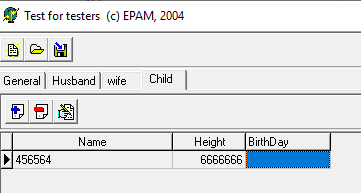 Test for testers (c) EPAM, 2004
General Husband wife Child
Name Height BirthDay
456564 6666666